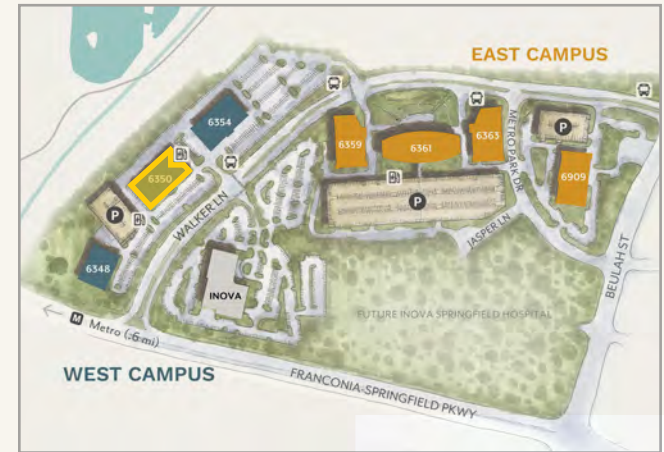 EAST CAMPUS
6354
6359
6361
6363
METRO PARK DR
P
6350
6909
P
WALKER LN
P
JASPER LN
BEULAH ST
6348
INOVA
FUTURE INOVA SPRINGFIELD HOSPITAL
M Metro (.6 mi)
WEST CAMPUS
FRANCONIA-SPRINGFIELD PKWY